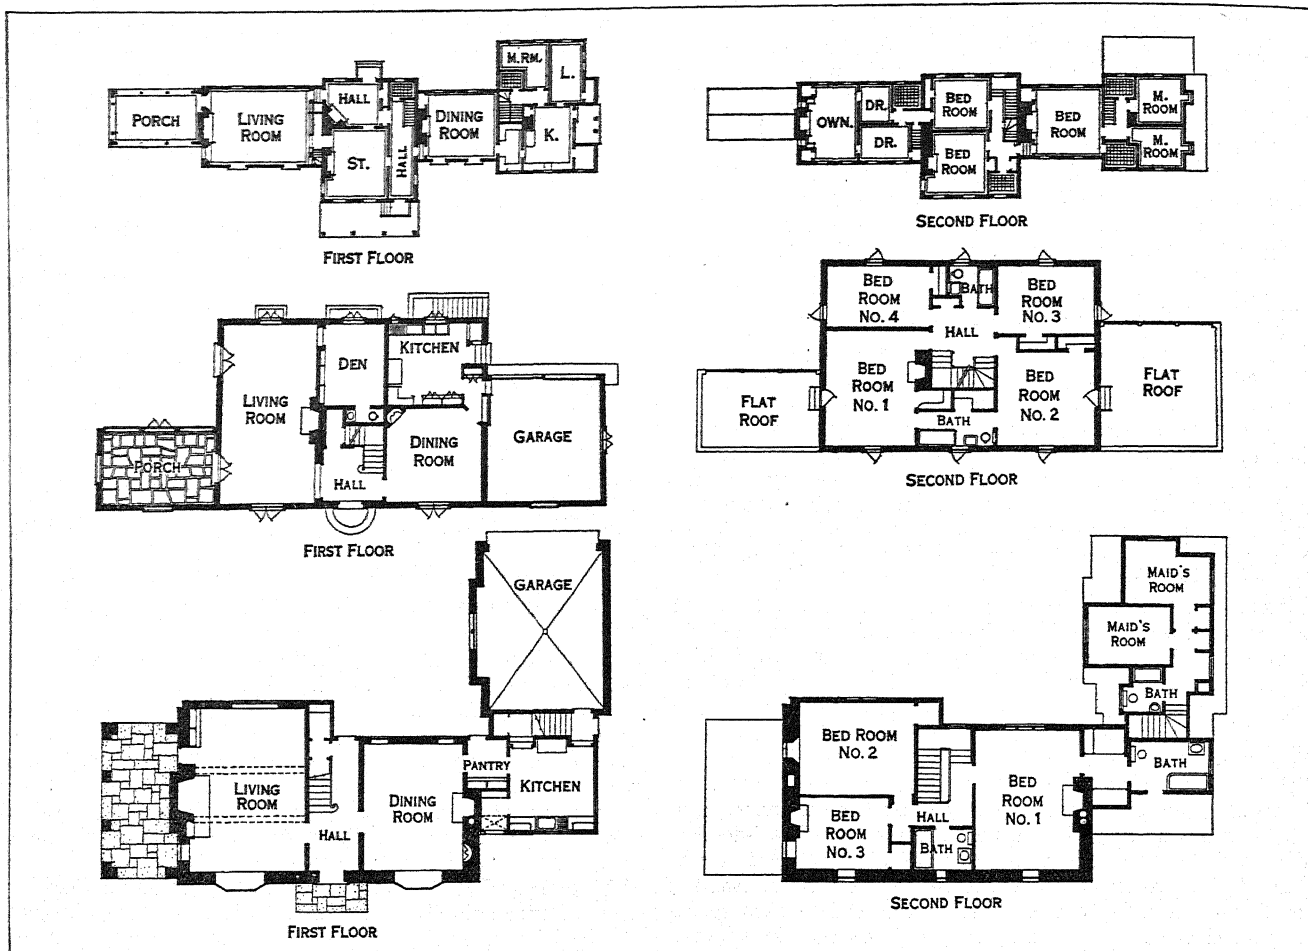 M. RM.
L.
HALL
PORCH
LIVING
ROOM
DINING
ROOM
K.
ST.
HALL
FIRST FLOOR
OWN.
DR.
DR.
BED
ROOM
BED
ROOM
BED
ROOM
M.
ROOM
M.
ROOM
SECOND FLOOR
DEN
KITCHEN
LIVING
ROOM
DINING
ROOM
GARAGE
PORCH
HALL
FIRST FLOOR
BED
ROOM
No. 4
BATH
BED
ROOM
No. 3
HALL
BED
ROOM
No. 1
BED
ROOM
No. 2
FLAT
ROOF
FLAT
ROOF
BATH
SECOND FLOOR
GARAGE
PANTRY
KITCHEN
LIVING
ROOM
DINING
ROOM
HALL
FIRST FLOOR
MAID'S
ROOM
MAID'S
ROOM
BATH
BED ROOM
No. 2
BATH
BED
ROOM
No. 1
HALL
BED
ROOM
No. 3
BATH
SECOND FLOOR